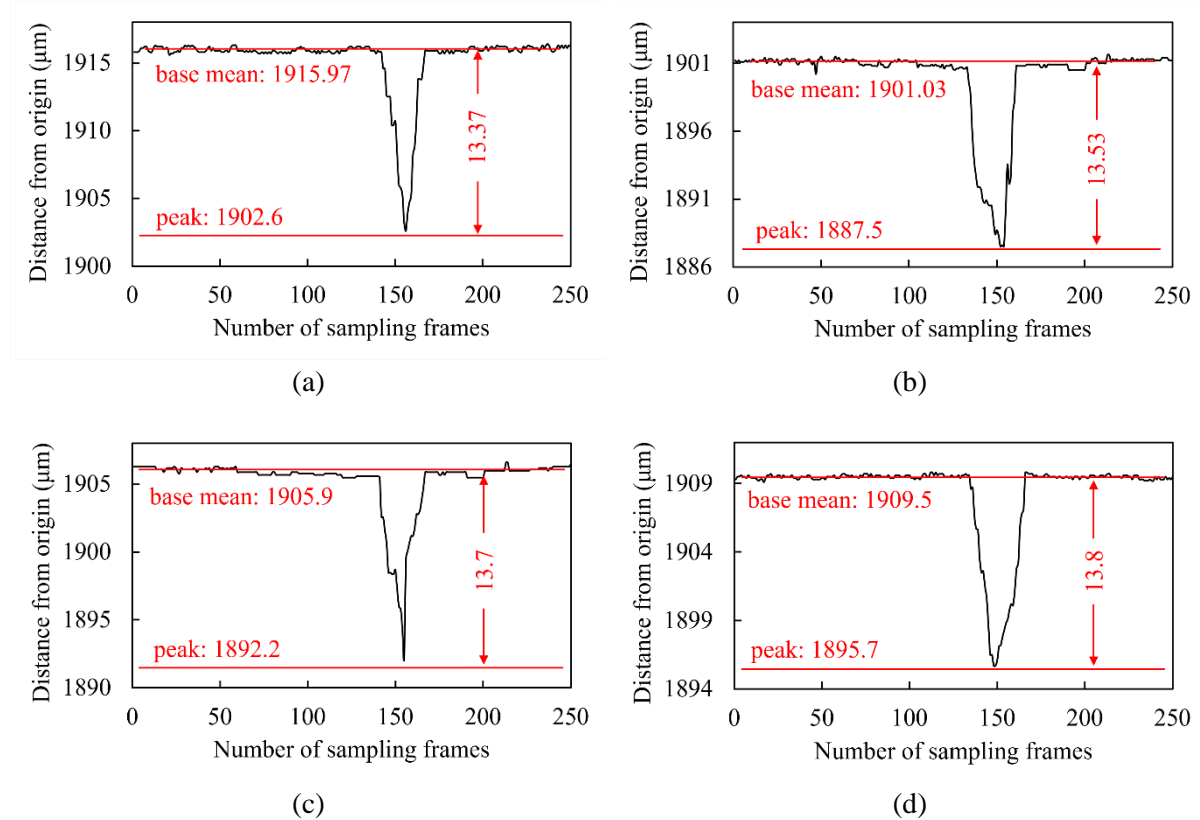 1915
1910
1905
1900
Distance from origin (μm)
base mean: 1915.97
13.37
peak: 1902.6
0 50 100 150 200 250
Number of sampling frames
(a)
1901
1896
1891
1886
Distance from origin (μm)
base mean: 1901.03
13.53
peak: 1887.5
0 50 100 150 200 250
Number of sampling frames
(b)
1905
1900
1895
1890
Distance from origin (μm)
base mean: 1905.9
13.7
peak: 1892.2
0 50 100 150 200 250
Number of sampling frames
(c)
1909
1904
1899
1894
Distance from origin (μm)
base mean: 1909.5
13.8
peak: 1895.7
0 50 100 150 200 250
Number of sampling frames
(d)